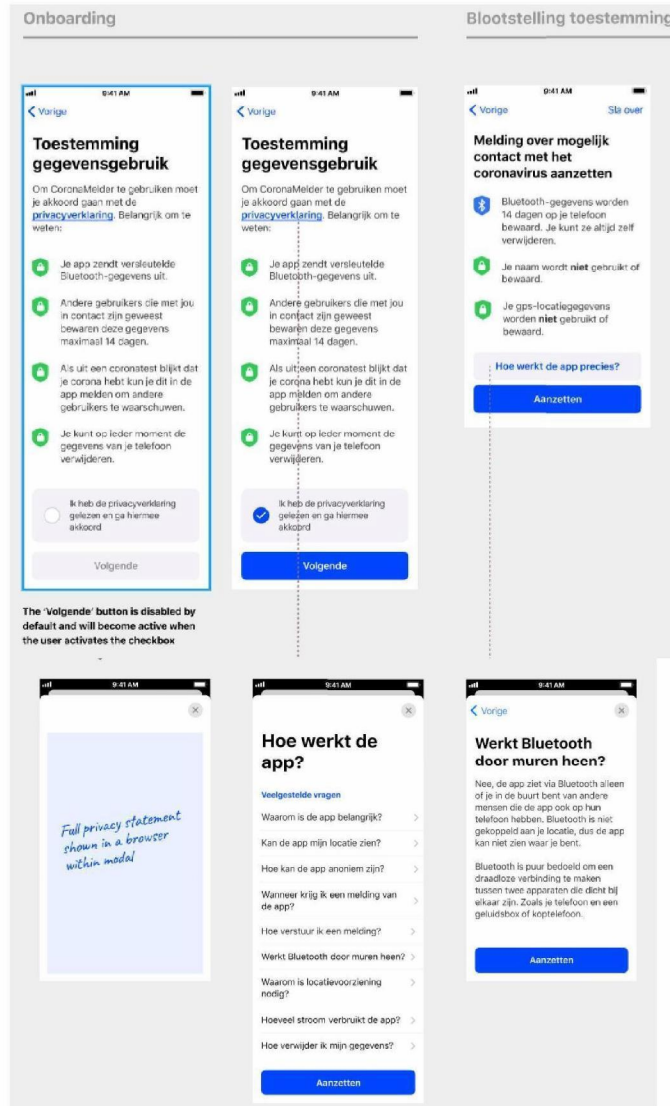 Onboarding
Blootstelling toestemming
9:41 AM
Vorige
Toestemming
gegevensgebruik
Om CoronaMelder te gebruiken moet
je akkoord gaan met de
privacyverklaring. Belangrijk om te
weten:
Je app zendt versleutelde
Bluetooth-gegevens uit.
Andere gebruikers die met jou
in contact zijn geweest
bewaren deze gegevens
maximaal 14 dagen.
Als uit een coronatest blijkt dat
je corona hebt kun je dit in de
app melden om andere
gebruikers te waarschuwen.
Je kunt op ieder moment de
gegevens van je telefoon
verwijderen.
Ik heb de privacyverklaring
gelezen en ga hiermee
akkoord
Volgende
The 'Volgende' button is disabled by
default and will become active when
the user activates the checkbox
9:41 AM
Vorige
Toestemming
gegevensgebruik
Om CoronaMelder te gebruiken moet
je akkoord gaan met de
privacyverklaring. Belangrijk om te
weten:
Je app zendt versleutelde
Bluetooth-gegevens uit.
Andere gebruikers die met jou
in contact zijn geweest
bewaren deze gegevens
maximaal 14 dagen.
Als uit een coronatest blijkt dat
je corona hebt kun je dit in de
app melden om andere
gebruikers te waarschuwen.
Je kunt op ieder moment de
gegevens van je telefoon
verwijderen.
Ik heb de privacyverklaring
gelezen en ga hiermee
akkoord
Volgende
9:41 AM
Vorige
Sla over
Melding over mogelijk
contact met het
coronavirus aanzetten
Bluetooth-gegevens worden
14 dagen op je telefoon
bewaard. Je kunt ze altijd zelf
verwijderen.
Je naam wordt niet gebruikt of
bewaard.
Je gps-locatiegegevens
worden niet gebruikt of
bewaard.
Hoe werkt de app precies?
Aanzetten
9:41 AM
Full privacy statement
shown in a browser
within modal
9:41 AM
Hoe werkt de
app?
Veelgestelde vragen
Waarom is de app belangrijk?
Kan de app mijn locatie zien?
Hoe kan de app anoniem zijn?
Wanneer krijg ik een melding van
de app?
Hoe verstuur ik een melding?
Werkt Bluetooth door muren heen?
Waarom is locatievoorziening
nodig?
Hoeveel stroom verbruikt de app?
Hoe verwijder ik mijn gegevens?
Aanzetten
9:41 AM
Vorige
Werkt Bluetooth
door muren heen?
Nee, de app ziet via Bluetooth alleen
of je in de buurt bent van andere
mensen die de app ook op hun
telefoon hebben. Bluetooth is niet
gekoppeld aan je locatie, dus de app
kan niet zien waar je bent.
Bluetooth is puur bedoeld om een
draadloze verbinding te maken
tussen twee apparaten die dicht bij
elkaar zijn. Zoals je telefoon en een
geluidsbox of koptelefoon.
Aanzetten